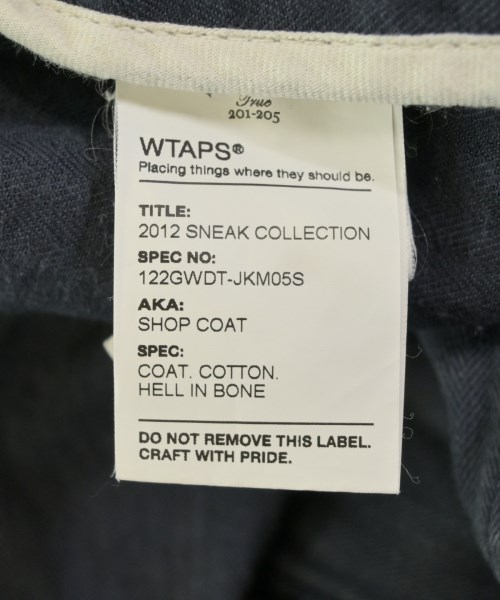 True
201-205
WTAPS®
Placing things where they should be.
TITLE:
2012 SNEAK COLLECTION
SPEC NO:
122GWDT-JKM05S
AKA:
SHOP COAT
SPEC:
COAT. COTTON.
HELL IN BONE
DO NOT REMOVE THIS LABEL.
CRAFT WITH PRIDE.